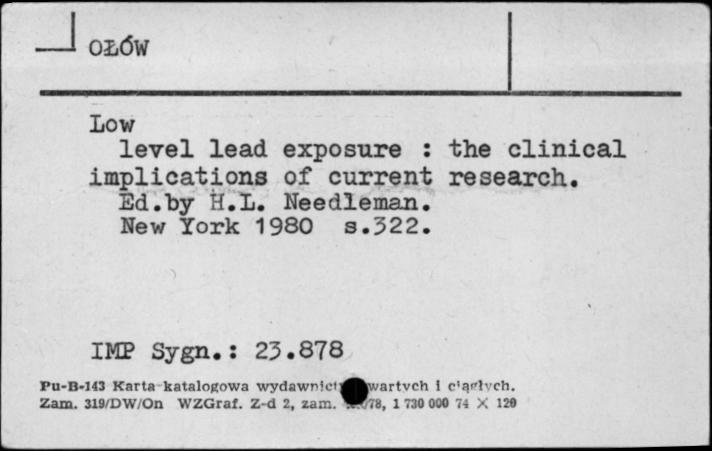 OŁÓW
Low
level lead exposure : the clinical
implications of current research.
Ed.by H.L. Needleman.
New York 1980 s.322.
IMP Sygn.: 23.878
Pu-B-143 Karta katalogowa i ciągłych.
Zam. 319/DW/On WZGraf. Z-d 2, zam. /78, 1 730 000 74 X 120